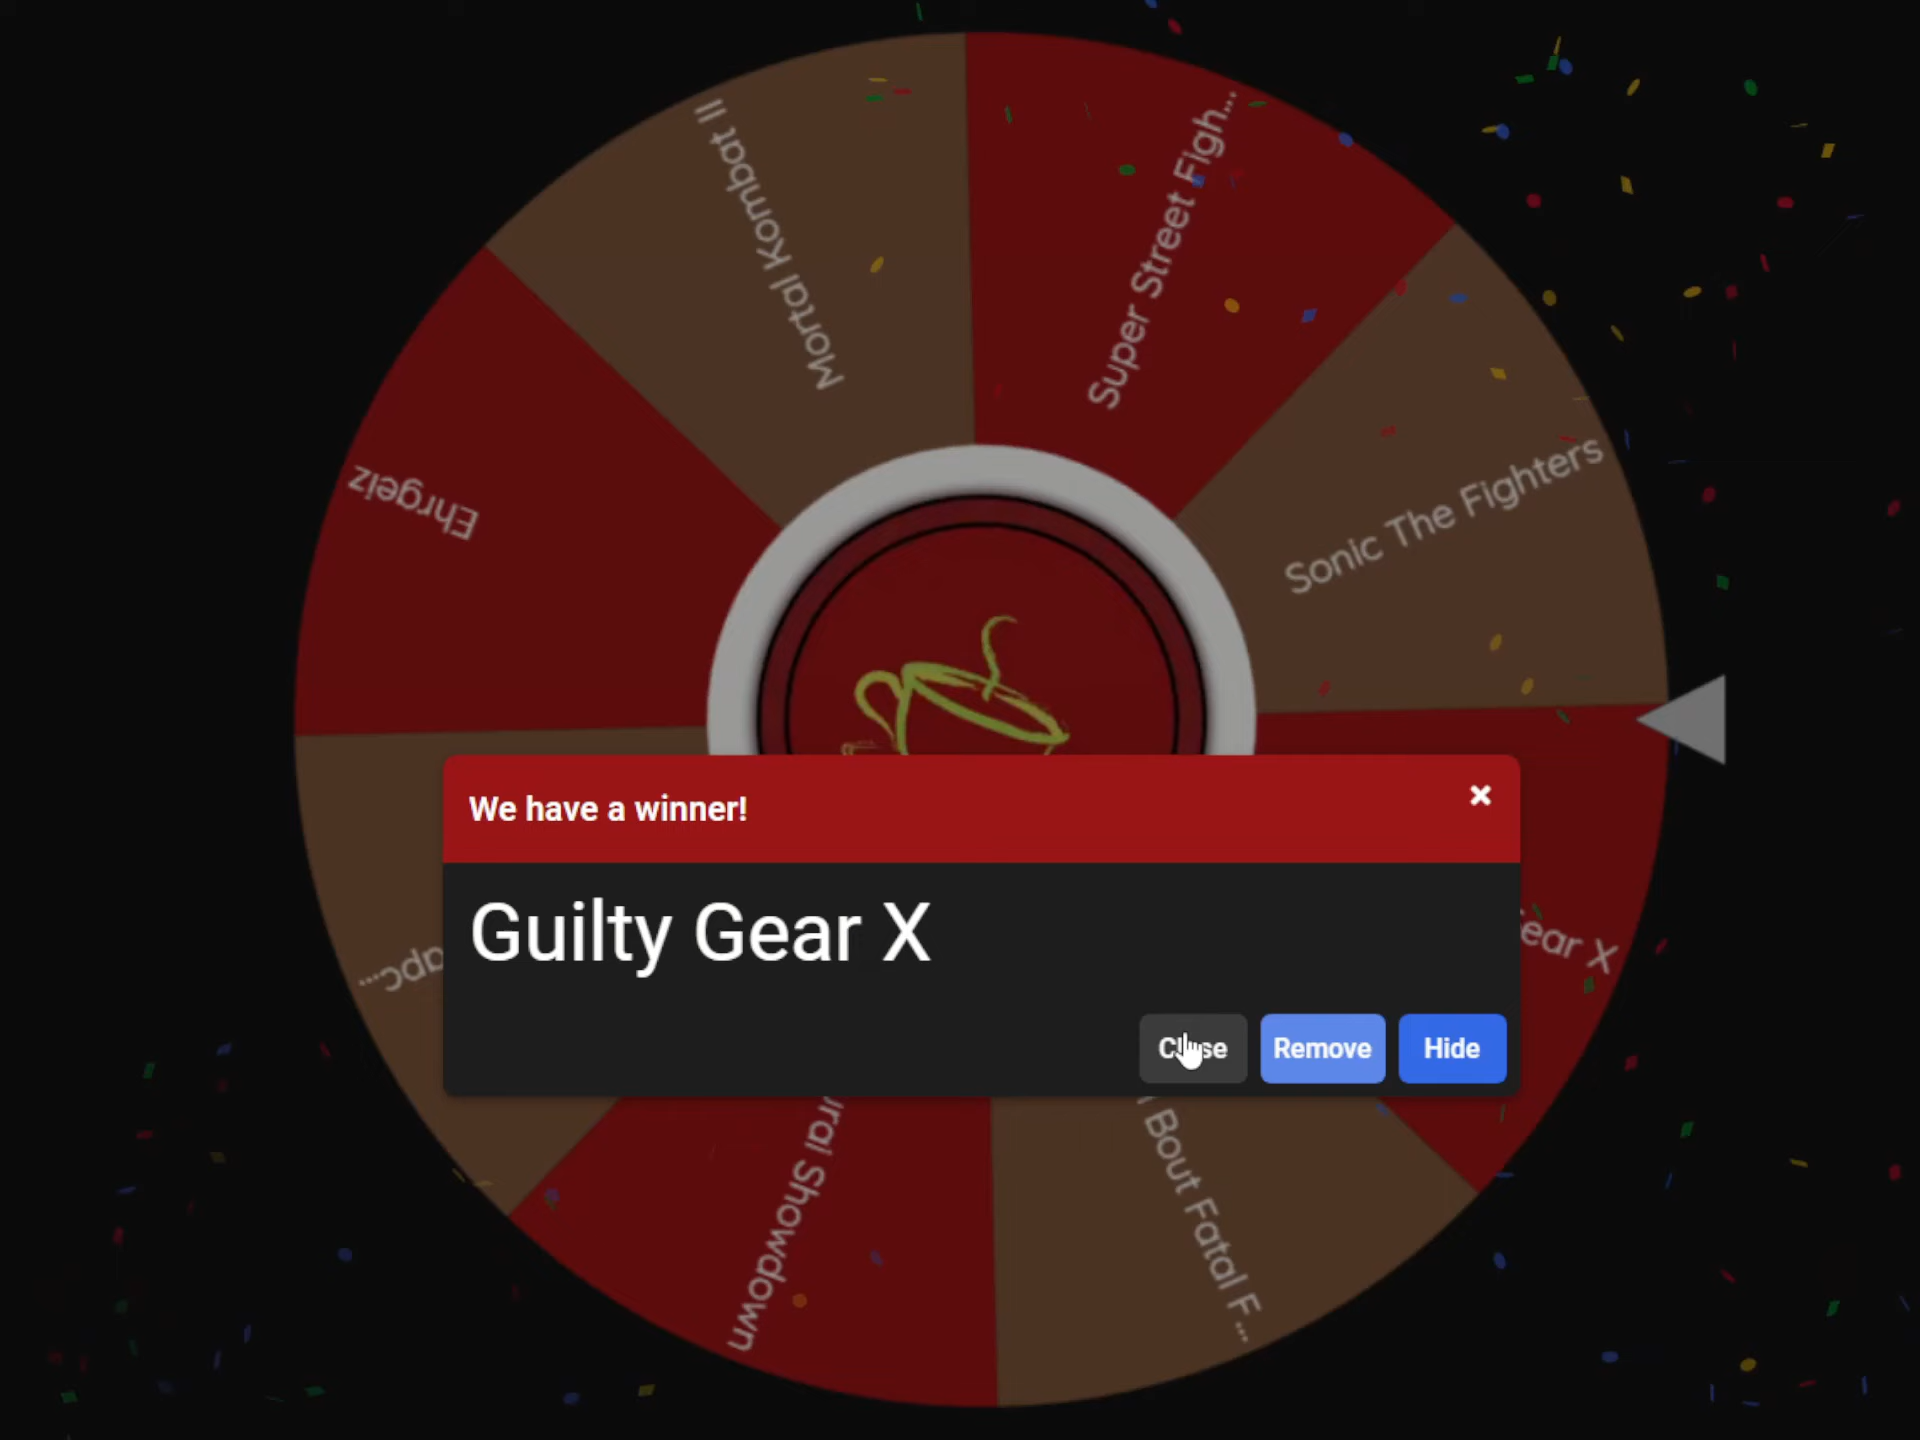 Mortal Kombat II
Super Street Figh...
Sonic The Fighters
Ehrgeiz
We have a winner!
Guilty Gear X
ear X
Close
Remove
Hide
Showdown
Bout Fatal F...